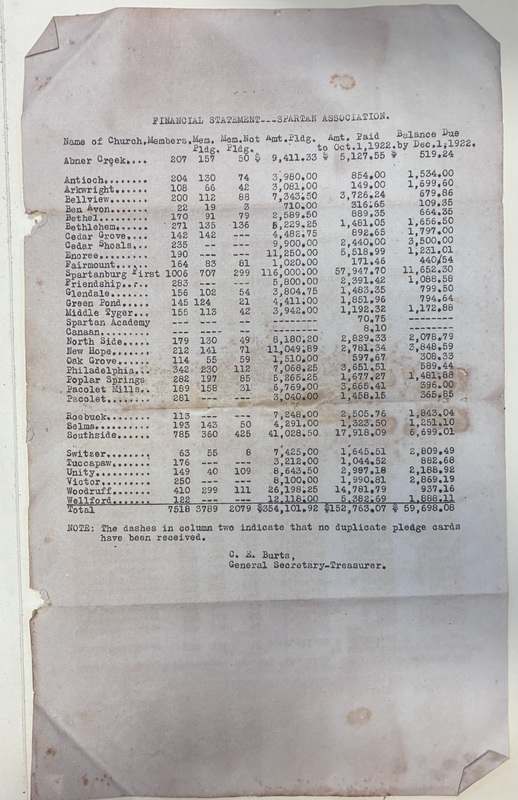 FINANCIAL STATEMENT---SPARTAN ASSOCIATION.
Name of Church, Members, Mem. Mem.Not Amt.Pldg. Amt. Paid Balance Due
Pldg. Pldg. to Oct.1,1922. by Dec.1,1922.
Abner Creek.... 207 157 50 $ 9,411.33 $ 5,127.55 $ 519.24
Antioch........ 204 130 74 3,980.00 854.00 1,534.00
Arkwright...... 108 66 42 3,081.00 149.00 1,699.60
Bellview....... 200 112 88 7,343.50 3,726.24 679.86
Ben Avon....... 22 19 3 710.00 316.65 109.35
Bethel......... 170 91 79 2,589.50 889.35 664.35
Bethlehem...... 271 135 136 5,229.25 1,481.05 1,656.50
Cedar Grove.... 142 142 -- 4,482.75 892.65 1,797.00
Cedar Shoals... 235 -- --- 9,900.00 2,440.00 3,500.00
Enoree......... 190 --- --- 11,250.00 5,518.99 1,231.01
Fairmount...... 164 83 81 1,020.00 171.46 440/54
Spartanburg First 1006 707 299 116,000.00 57,947.70 11,652.30
Friendship..... 283 --- --- 5,800.00 2,391.42 1,088.58
Glendale....... 156 102 54 3,804.75 1,483.35 799.50
Green Pond..... 145 124 21 4,411.00 1,851.96 794.64
Middle Tyger... 155 113 42 3,942.00 1,192.32 1,172.88
Spartan Academy --- --- -- -------- 70.75 --------
Canaan......... --- --- -- -------- 8.10 --------
North Side..... 179 130 49 8,180.20 2,829.33 2,078.79
New Hope....... 212 141 71 11,049.89 2,781.34 3,848.59
Oak Grove...... 114 55 59 1,510.00 597.67 308.33
Philadelphia... 342 230 112 7,068.25 3,651.51 589.44
Poplar Springs 282 197 85 5,265.25 1,677.27 1,481.88
Pacolet Mills.. 189 158 31 6,769.00 3,665.41 396.00
Pacolet........ 281 --- --- 3,040.00 1,458.15 365.85
Roebuck........ 113 --- --- 7,248.00 2,505.76 1,843.04
Selma.......... 193 143 50 4,291.00 1,323.50 1,251.10
Southside...... 785 360 425 41,028.50 17,918.09 6,699.01
Switzer........ 63 55 8 7,425.00 1,645.51 2,809.49
Tuccapaw....... 176 --- --- 3,212.00 1,044.52 882.68
Unity.......... 149 40 109 8,643.50 2,997.18 2,188.92
Victor......... 250 --- --- 8,100.00 1,990.81 2,869.19
Woodruff....... 410 299 111 26,198.25 14,781.79 937.16
Wellford....... 122 --- --- 12,118.00 5,382.69 1,888.11
Total 7518 3789 2079 $354,101.92 $152,763.07 $ 59,698.08
NOTE: The dashes in column two indicate that no duplicate pledge cards
have been received.
C. E. Burts,
General Secretary-Treasurer.